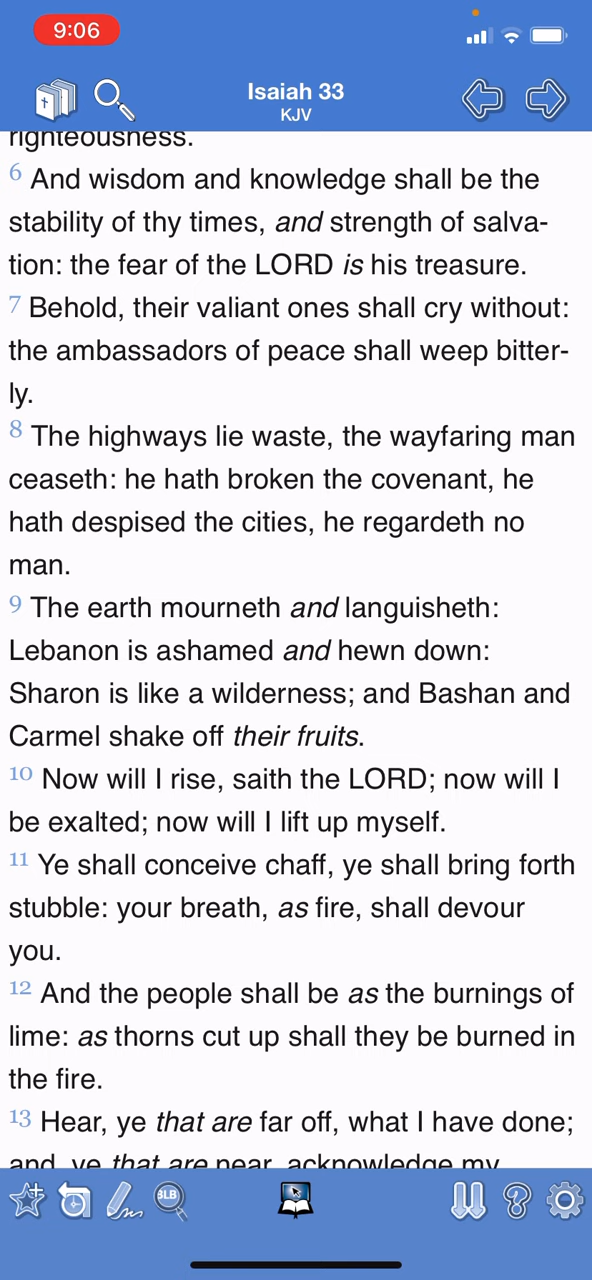 9:06
Isaiah 33
KJV
righteousness.
6 And wisdom and knowledge shall be the
stability of thy times, and strength of salva-
tion: the fear of the LORD is his treasure.
7 Behold, their valiant ones shall cry without:
the ambassadors of peace shall weep bitter-
ly.
8 The highways lie waste, the wayfaring man
ceaseth: he hath broken the covenant, he
hath despised the cities, he regardeth no
man.
9 The earth mourneth and languisheth:
Lebanon is ashamed and hewn down:
Sharon is like a wilderness; and Bashan and
Carmel shake off their fruits.
10 Now will I rise, saith the LORD; now will I
be exalted; now will I lift up myself.
11 Ye shall conceive chaff, ye shall bring forth
stubble: your breath, as fire, shall devour
you.
12 And the people shall be as the burnings of
lime: as thorns cut up shall they be burned in
the fire.
13 Hear, ye that are far off, what I have done;
and, ye that are near, acknowledge my
BLB